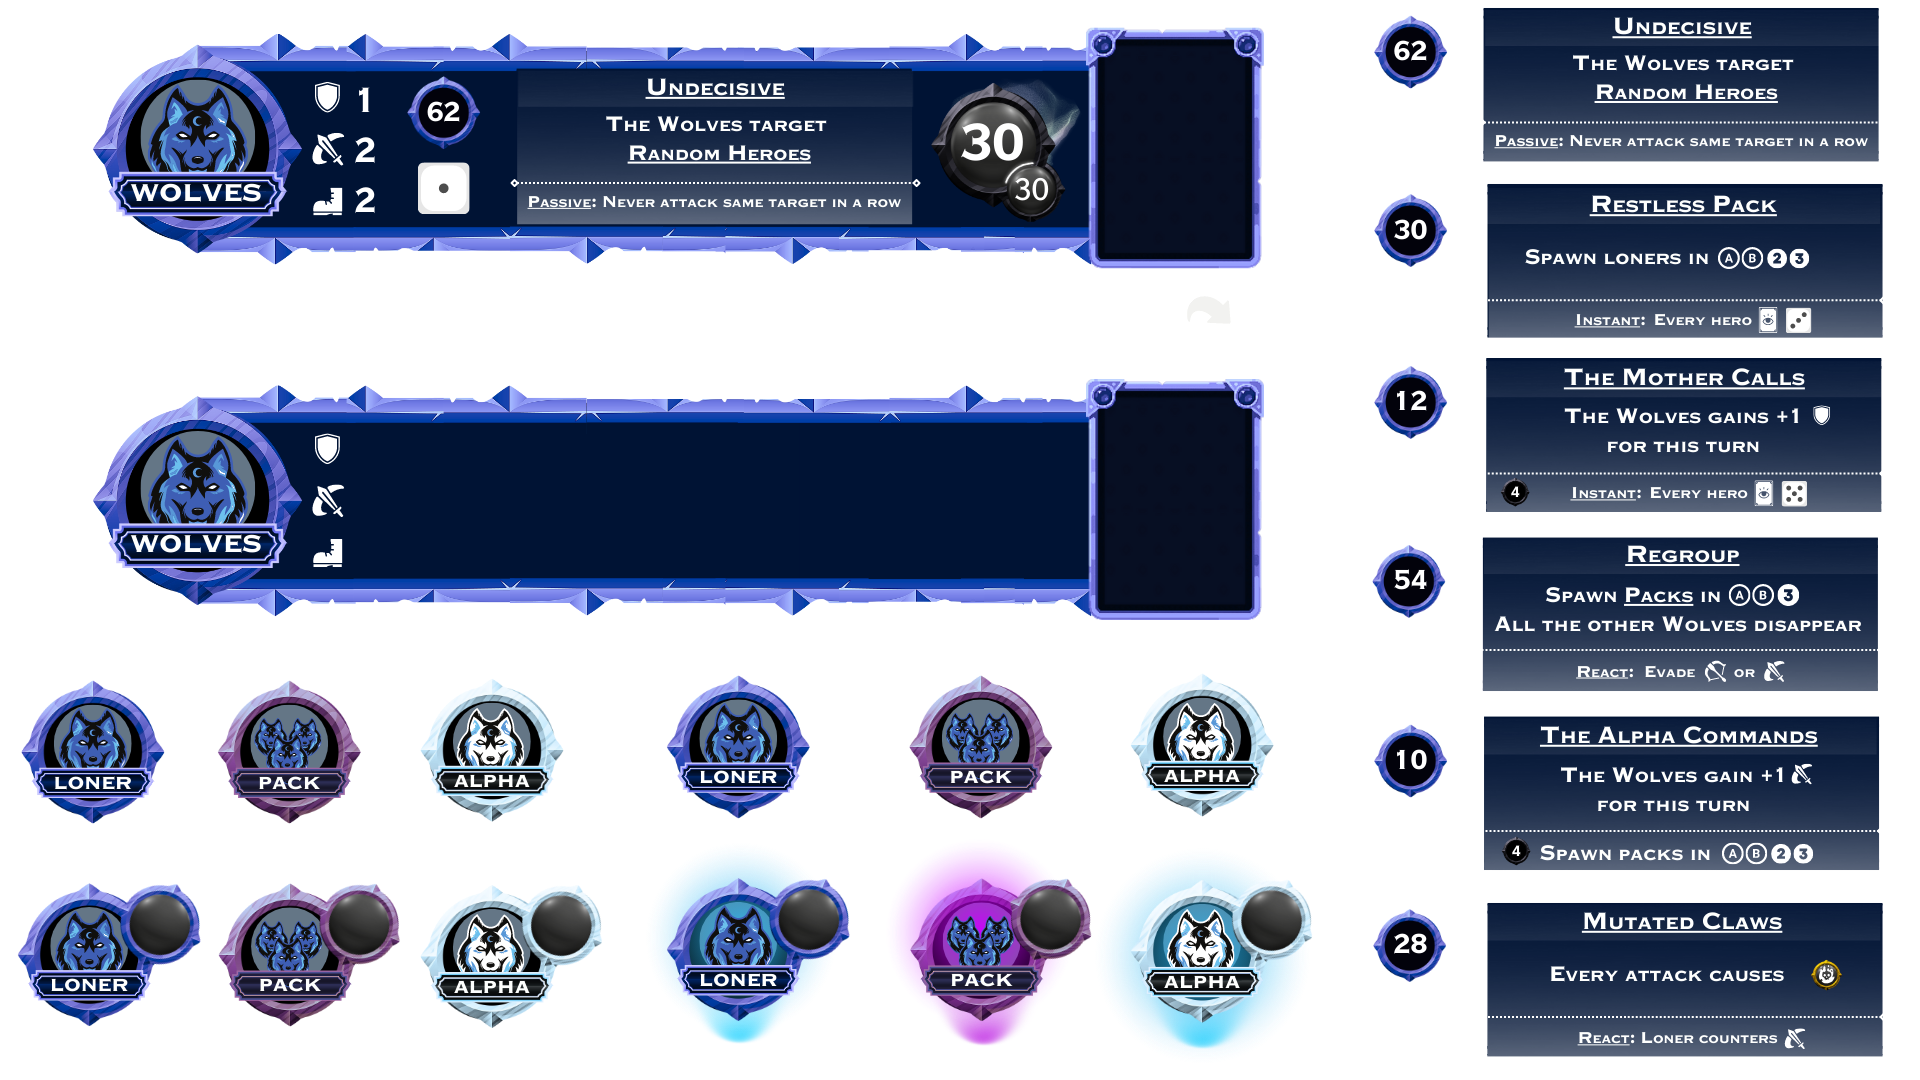 WOLVES
1
2
2
62
UNDECISIVE
THE WOLVES TARGET
RANDOM HEROES
PASSIVE: NEVER ATTACK SAME TARGET IN A ROW
30
30
WOLVES
LONER
PACK
ALPHA
LONER
PACK
ALPHA
LONER
PACK
ALPHA
LONER
PACK
ALPHA
62
UNDECISIVE
THE WOLVES TARGET
RANDOM HEROES
PASSIVE: NEVER ATTACK SAME TARGET IN A ROW
30
RESTLESS PACK
SPAWN LONERS IN A B 2 3
INSTANT: EVERY HERO
12
THE MOTHER CALLS
THE WOLVES GAINS +1
FOR THIS TURN
4 INSTANT: EVERY HERO
54
REGROUP
SPAWN PACKS IN A B 3
ALL THE OTHER WOLVES DISAPPEAR
REACT: EVADE OR
10
THE ALPHA COMMANDS
THE WOLVES GAIN +1
FOR THIS TURN
4 SPAWN PACKS IN A B 2 3
28
MUTATED CLAWS
EVERY ATTACK CAUSES
REACT: LONER COUNTERS